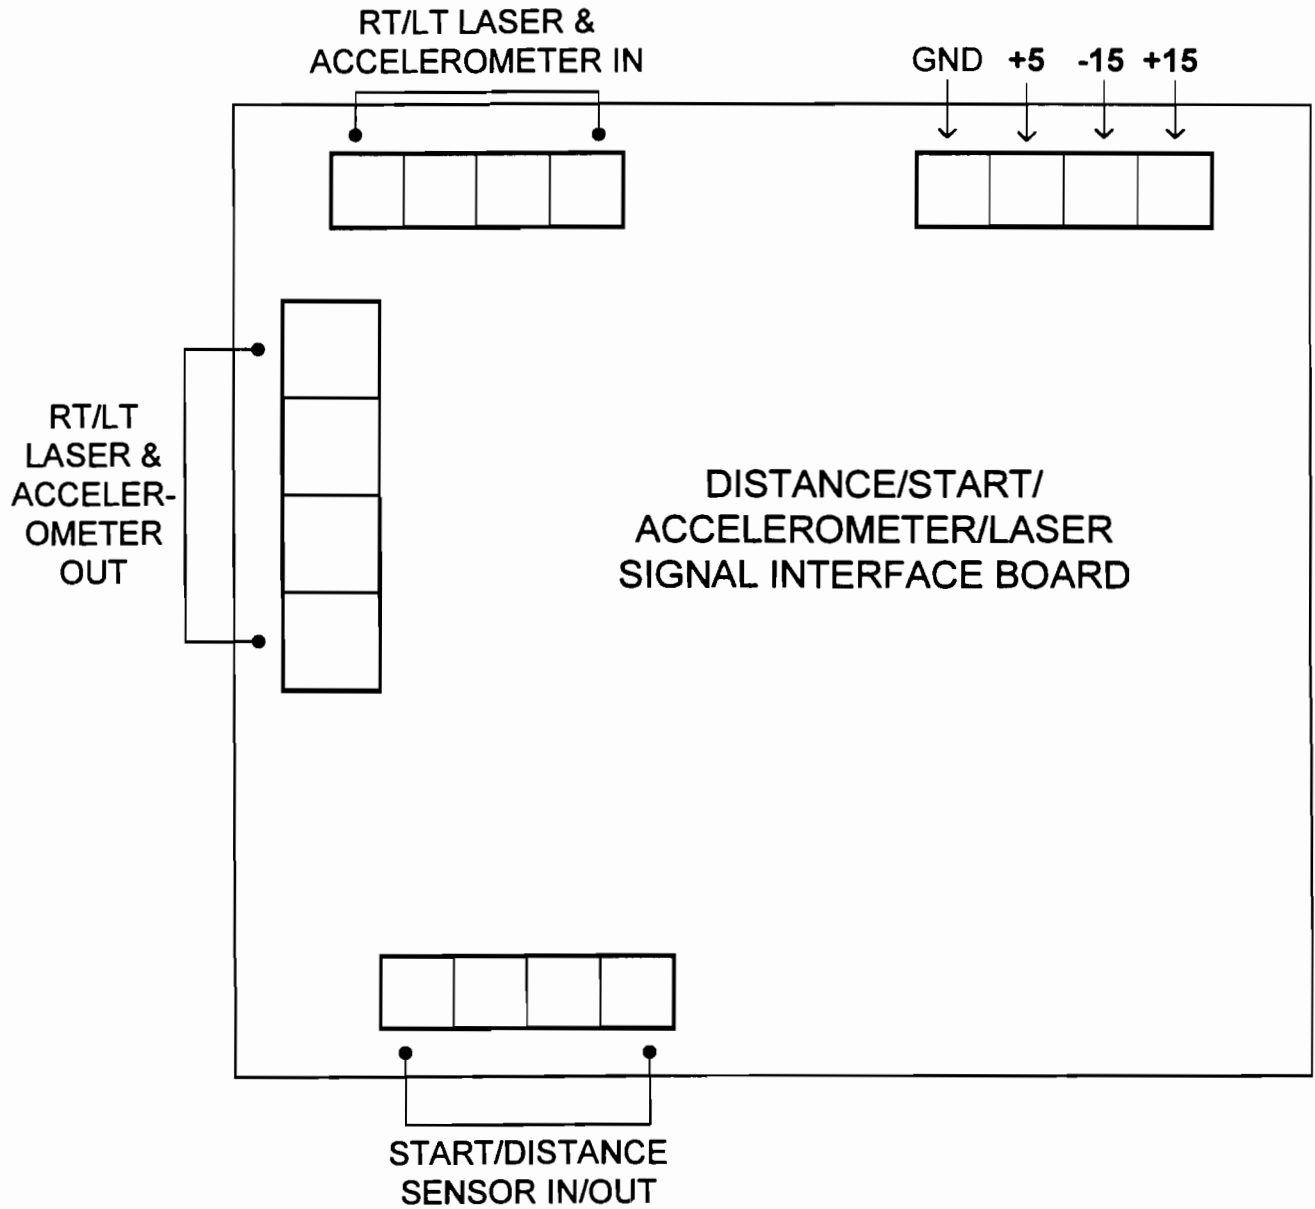 RT/LT LASER &
ACCELEROMETER IN
GND +5 -15 +15
RT/LT
LASER &
ACCELER-
OMETER
OUT
DISTANCE/START/
ACCELEROMETER/LASER
SIGNAL INTERFACE BOARD
START/DISTANCE
SENSOR IN/OUT